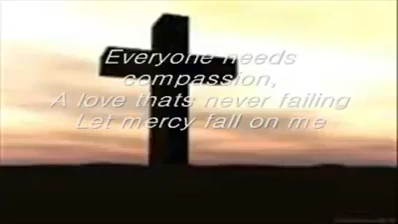 Everyone needs
compassion,
A love thats never failing
Let mercy fall on me